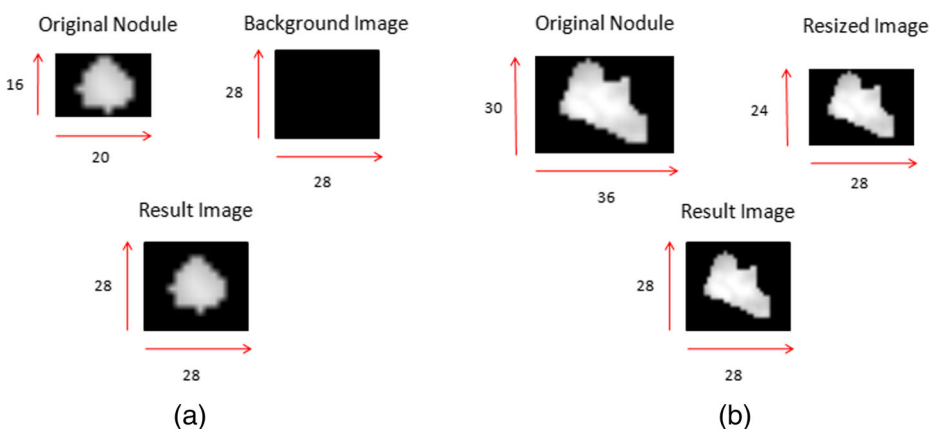 Original Nodule
16
20
Background Image
28
28
Result Image
28
28
(a)
Original Nodule
30
36
Resized Image
24
28
Result Image
28
28
(b)